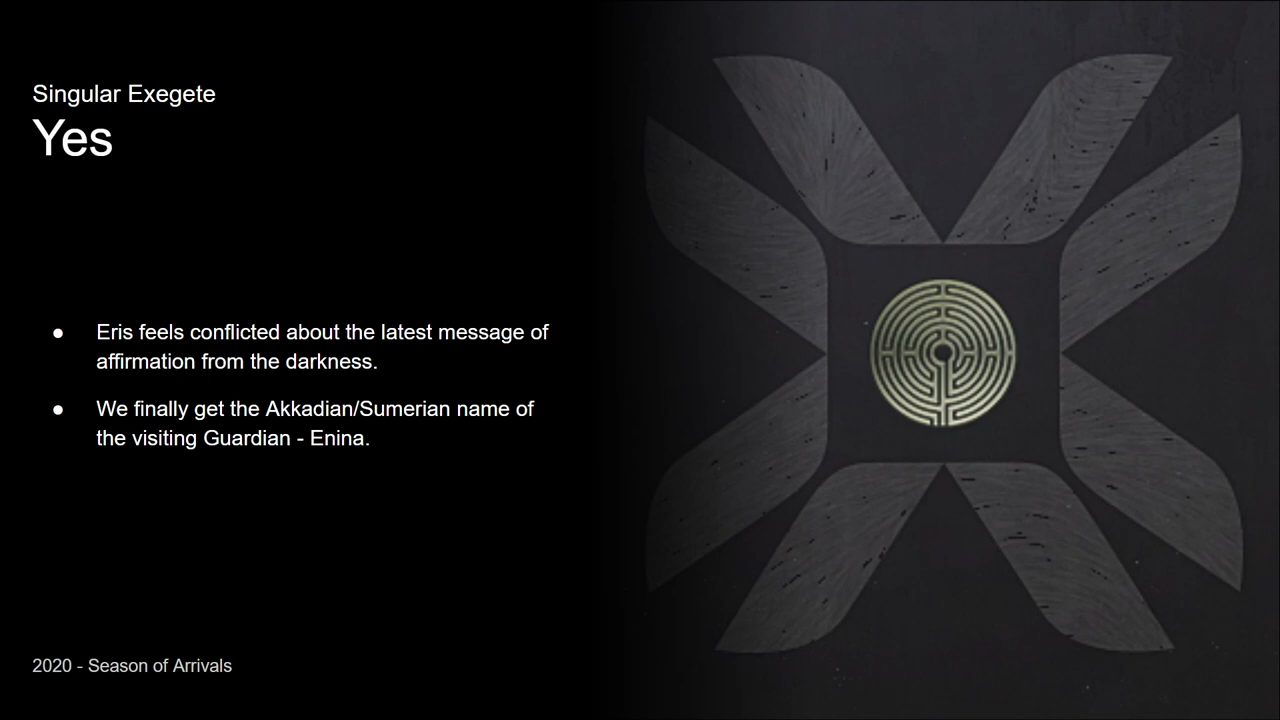 Singular Exegete
Yes
● Eris feels conflicted about the latest message of
affirmation from the darkness.
● We finally get the Akkadian/Sumerian name of
the visiting Guardian - Enina.
2020 - Season of Arrivals